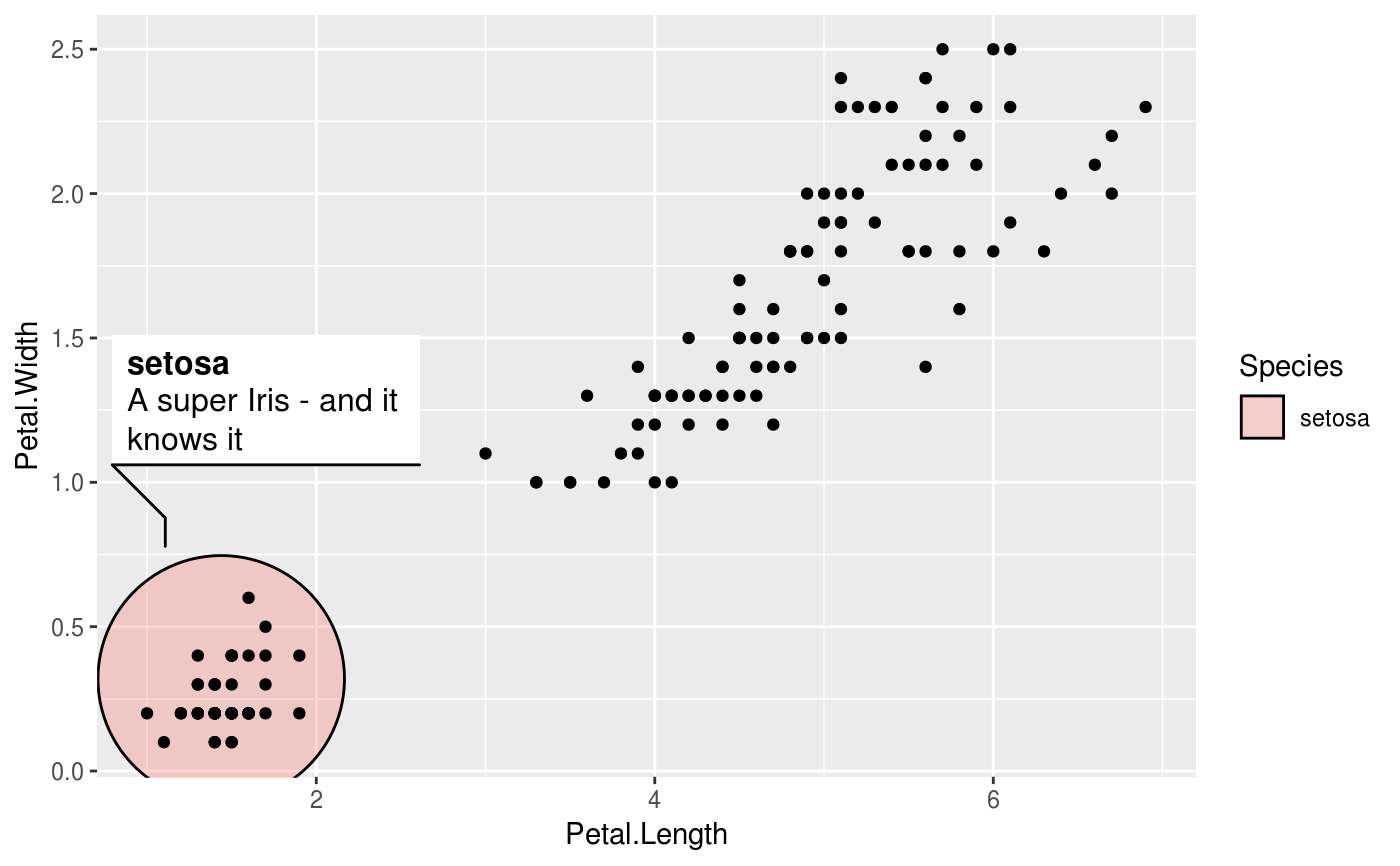 2.5
2.0
1.5
1.0
0.5
0.0
Petal.Width
setosa
A super Iris - and it
knows it
2
4
6
Petal.Length
Species
setosa